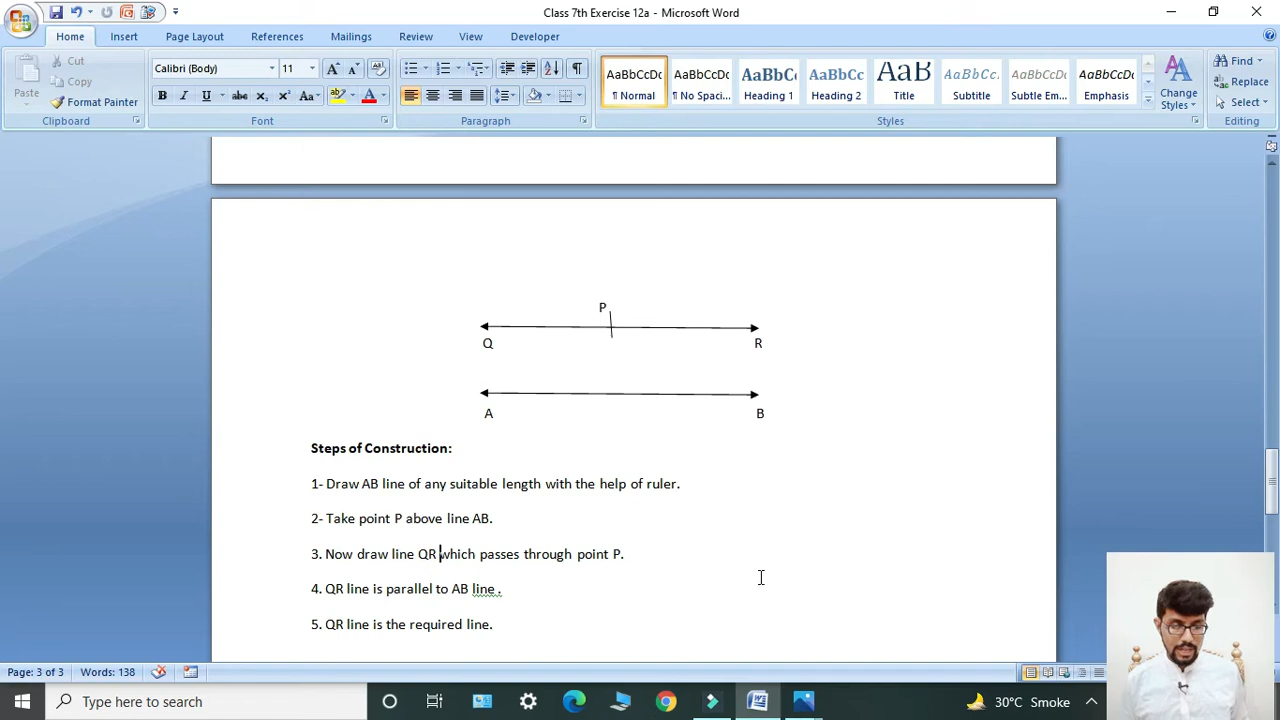 Class 7th Exercise 12a - Microsoft Word
Home Insert Page Layout References Mailings Review View Developer
Paste
Cut
Copy
Format Painter
Clipboard
Calibri (Body) 11
Font
Paragraph
AaBbCcDc AaBbCcDc AaBbC AaBbCc AaB AaBbCc. AaBbCcDc AaBbCcDc
¶ Normal ¶ No Spaci... Heading 1 Heading 2 Title Subtitle Subtle Em... Emphasis
Change Styles
Styles
Find
Replace
Select
Editing
P
Q R
A B
Steps of Construction:
1- Draw AB line of any suitable length with the help of ruler.
2- Take point P above line AB.
3. Now draw line QR which passes through point P.
4. QR line is parallel to AB line .
5. QR line is the required line.
Page: 3 of 3 Words: 138
Type here to search
30°C Smoke